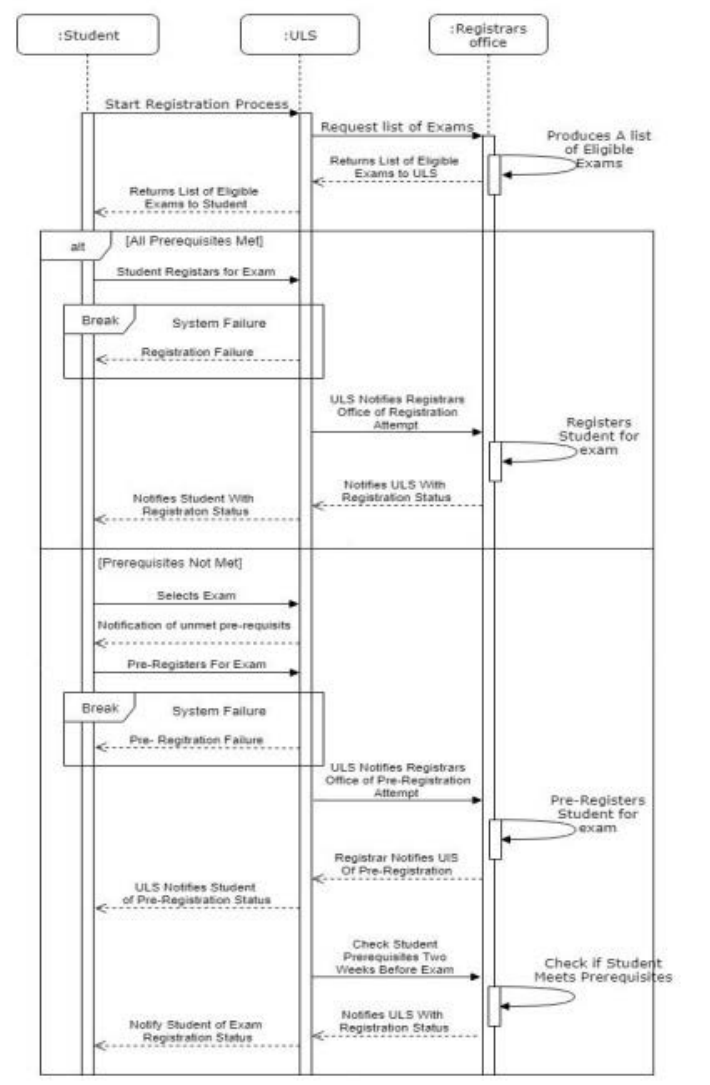 :Student
:ULS
:Registrars
office
Start Registration Process
Request list of Exams
Produces A list
of Eligible
Exams
Returns List of Eligible
Exams to ULS
Returns List of Eligible
Exams to Student
alt
[All Prerequisites Met]
Student Registars for Exam
Break
System Failure
Registration Failure
ULS Notifies Registrars
Office of Registration
Attempt
Registers
Student for
exam
Notifies ULS With
Registration Status
Notifies Student With
Registraton Status
[Prerequisites Not Met]
Selects Exam
Notification of unmet pre-requisits
Pre-Registers For Exam
Break
System Failure
Pre- Regitration Failure
ULS Notifies Registrars
Office of Pre-Registration
Attempt
Pre-Registers
Student for
exam
Registrar Notifies UIS
Of Pre-Registration
ULS Notifies Student
of Pre-Registration Status
Check Student
Prerequisites Two
Weeks Before Exam
Check if Student
Meets Prerequisites
Notifies ULS With
Registration Status
Notify Student of Exam
Registration Status